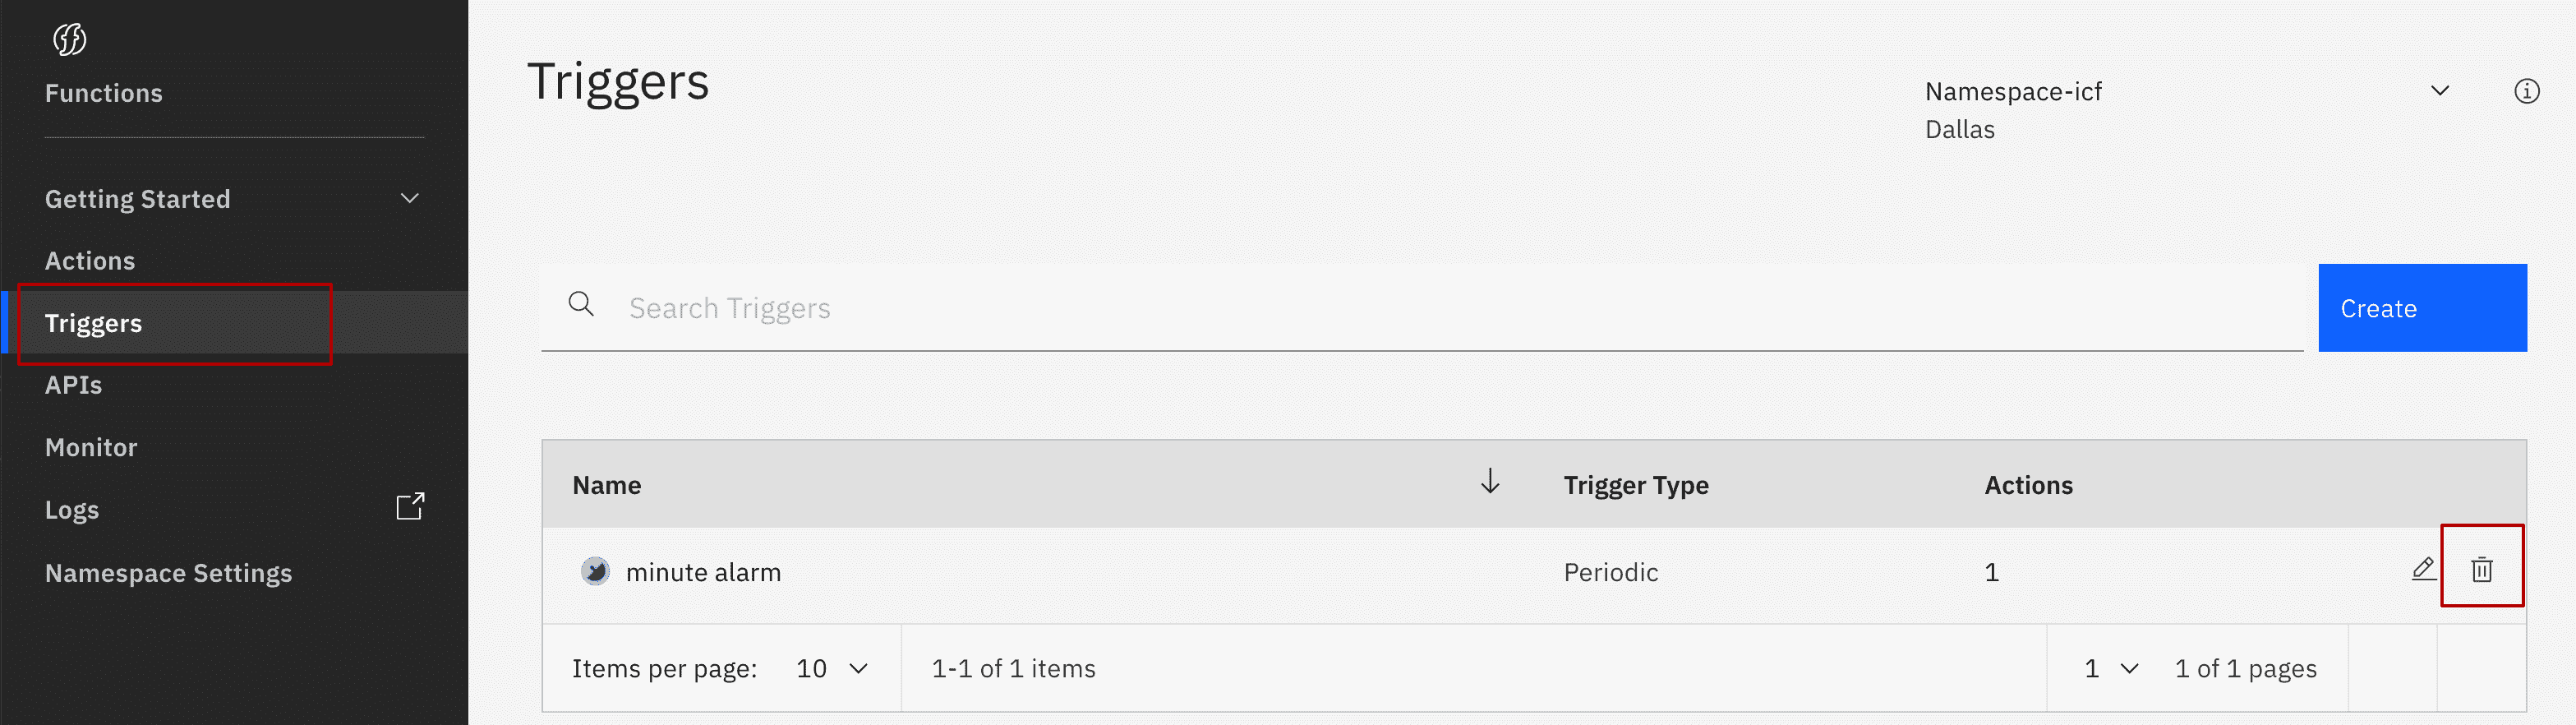 Functions
Getting Started
Actions
Triggers
APIs
Monitor
Logs
Namespace Settings
Triggers
Namespace-icf
Dallas
Search Triggers
Create
Name Trigger Type Actions
minute alarm Periodic 1
Items per page: 10 1-1 of 1 items 1 1 of 1 pages